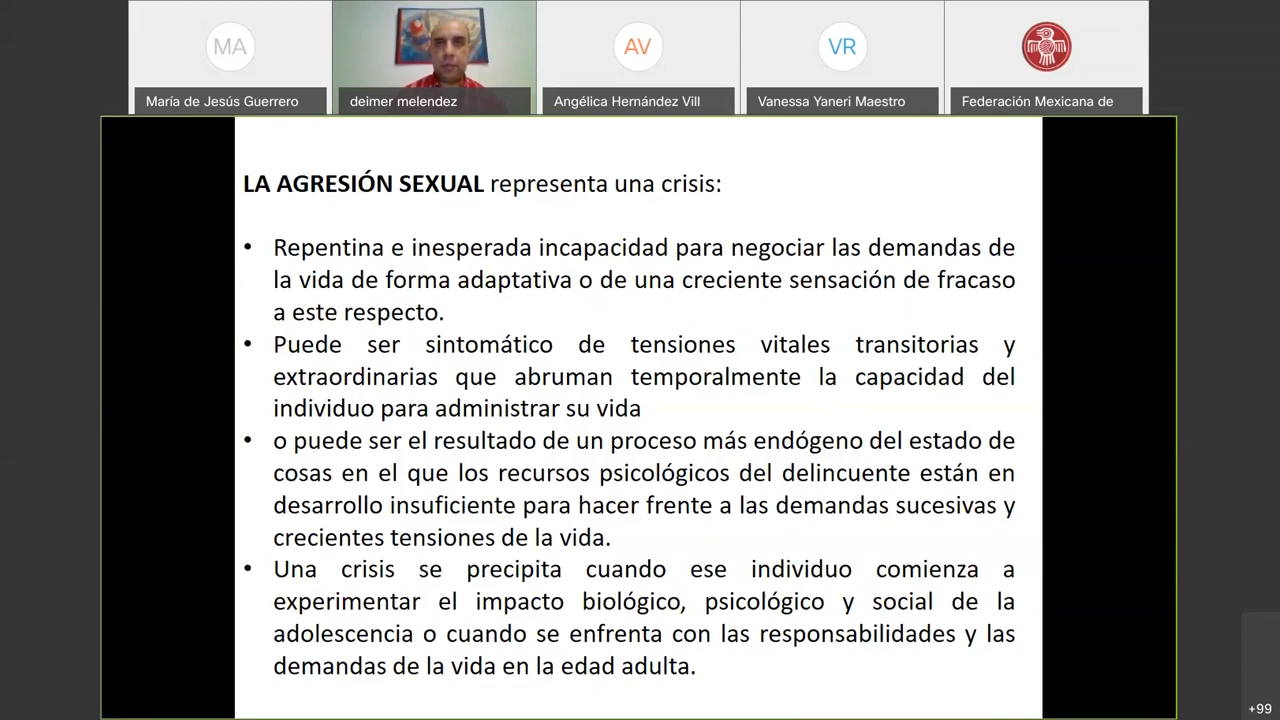 MA
AV
VR
María de Jesús Guerrero
deimer melendez
Angélica Hernández Vill
Vanessa Yaneri Maestro
Federación Mexicana de
LA AGRESIÓN SEXUAL representa una crisis:
• Repentina e inesperada incapacidad para negociar las demandas de
la vida de forma adaptativa o de una creciente sensación de fracaso
a este respecto.
• Puede ser sintomático de tensiones vitales transitorias y
extraordinarias que abruman temporalmente la capacidad del
individuo para administrar su vida
• o puede ser el resultado de un proceso más endógeno del estado de
cosas en el que los recursos psicológicos del delincuente están en
desarrollo insuficiente para hacer frente a las demandas sucesivas y
crecientes tensiones de la vida.
• Una crisis se precipita cuando ese individuo comienza a
experimentar el impacto biológico, psicológico y social de la
adolescencia o cuando se enfrenta con las responsabilidades y las
demandas de la vida en la edad adulta.
+99